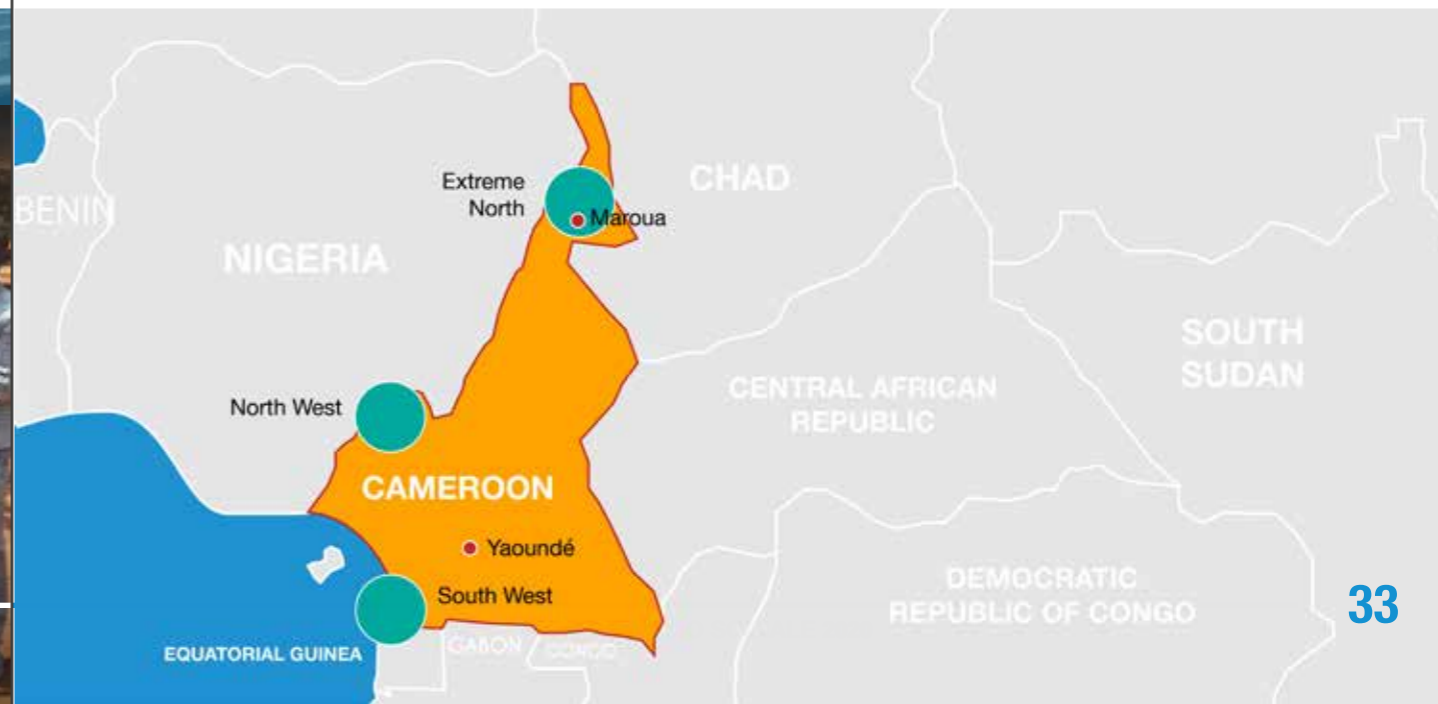 Extreme
North
Maroua
CHAD
BENIN
NIGERIA
SOUTH
SUDAN
CENTRAL AFRICAN
REPUBLIC
North West
CAMEROON
Yaoundé
DEMOCRATIC
REPUBLIC OF CONGO
South West
33
EQUATORIAL GUINEA
GABON
CONGO